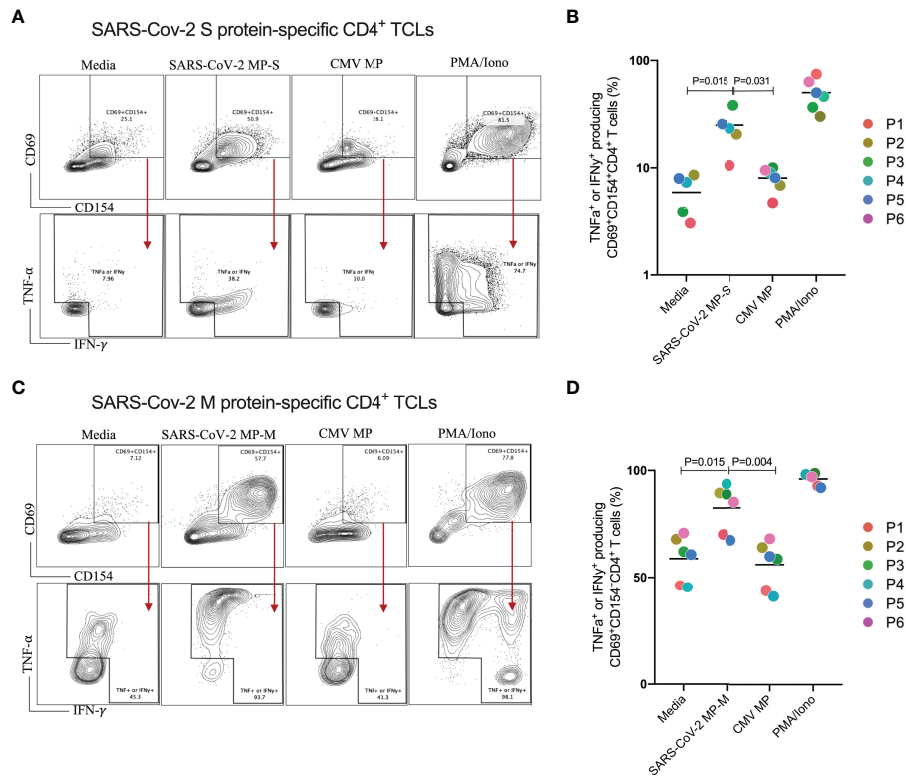 A
SARS-Cov-2 S protein-specific CD4+ TCLs
Media
SARS-CoV-2 MP-S
CMV MP
PMA/Iono
CD69
CD69+CD154+
25.1
CD69+CD154+
50.9
CD69+CD154+
CD69+CD154+
81.5
CD154
TNF-α
TNFa or IFNy
7.96
TNFa or IFNy
38.2
TNFa or IFNy
10.0
TNFa or IFNy
74.7
IFN-γ
B
TNFa+ or IFNy+ producing
CD69+CD154+CD4+ T cells (%)
100
10
1
P=0.015
P=0.031
Media
SARS-CoV-2 MP-S
CMV MP
PMA/Iono
P1
P2
P3
P4
P5
P6
C
SARS-Cov-2 M protein-specific CD4+ TCLs
Media
SARS-CoV-2 MP-M
CMV MP
PMA/Iono
CD69
CD69+CD154+
7.12
CD69+CD154+
57.7
CD69+CD154+
6.09
CD69+CD154+
77.8
CD154
TNF-α
TNF+ or IFNy+
45.3
TNF+ or IFNy+
93.7
TNF+ or IFNy+
41.3
TNF+ or IFNy+
98.1
IFN-γ
D
TNFa+ or IFNy+ producing
CD69+CD154-CD4+ T cells (%)
100
50
0
P=0.015
P=0.004
Media
SARS-CoV-2 MP-M
CMV MP
PMA/Iono
P1
P2
P3
P4
P5
P6